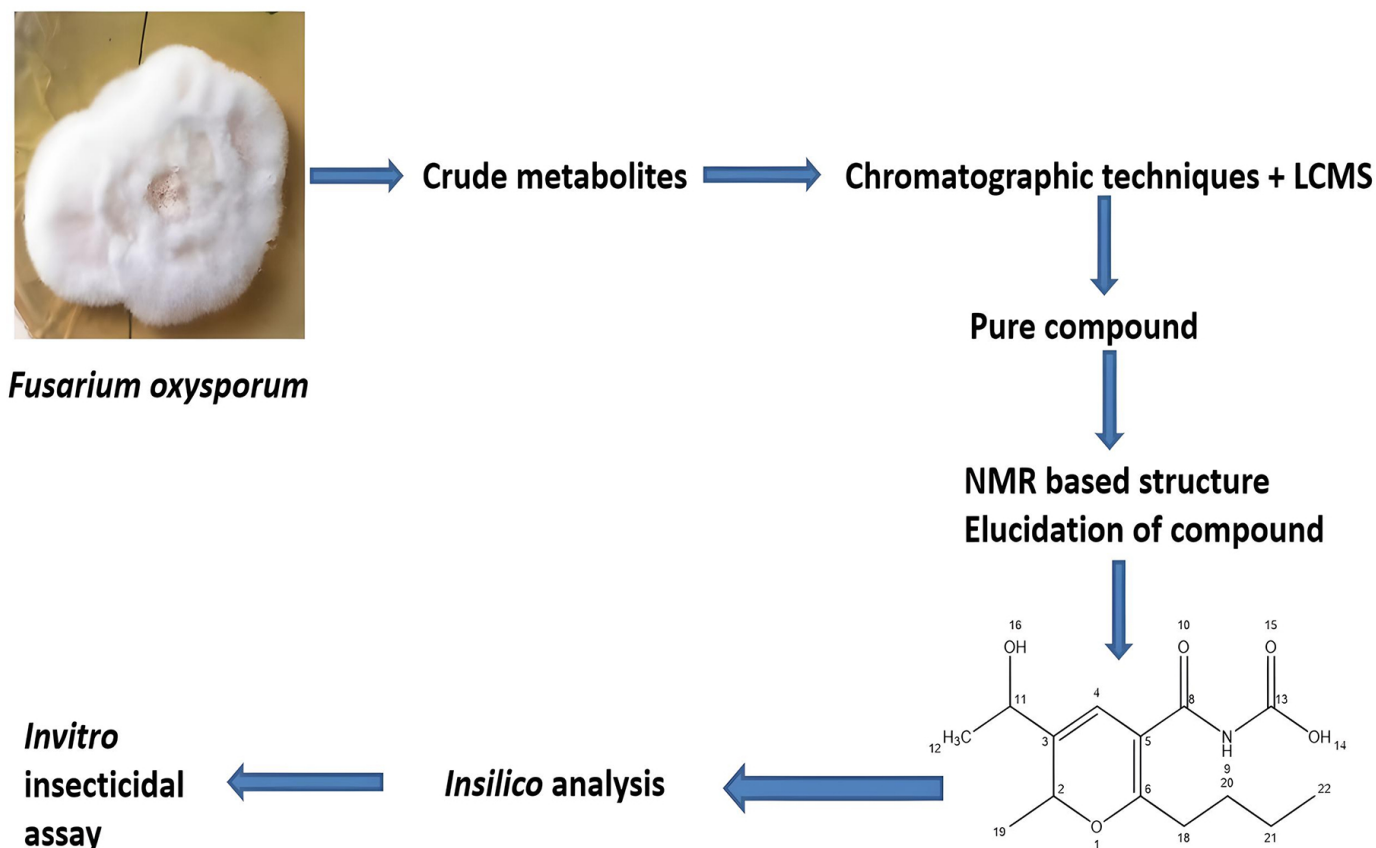 Crude metabolites
Chromatographic techniques + LCMS
Pure compound
Fusarium oxysporum
NMR based structure
Elucidation of compound
16
OH
10
O
15
O
11
4
8
13
H₃C
12
3
5
N
H
9
OH
14
2
6
20
22
19
O
1
18
21
Insilico analysis
Invitro
insecticidal
assay